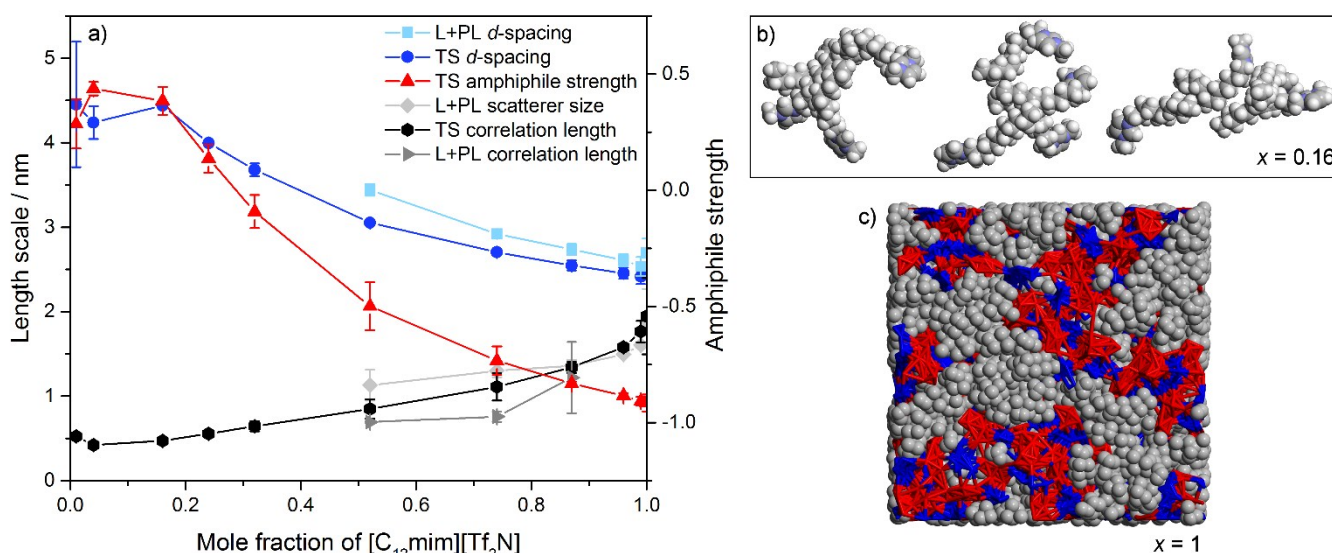 a)
L+PL d-spacing
TS d-spacing
TS amphiphile strength
L+PL scatterer size
TS correlation length
L+PL correlation length
5
4
3
2
1
0
Length scale / nm
0.5
0.0
-0.5
-1.0
Amphiphile strength
0.0 0.2 0.4 0.6 0.8 1.0
Mole fraction of [C₁₂mim][Tf₂N]
b)
x = 0.16
c)
x = 1